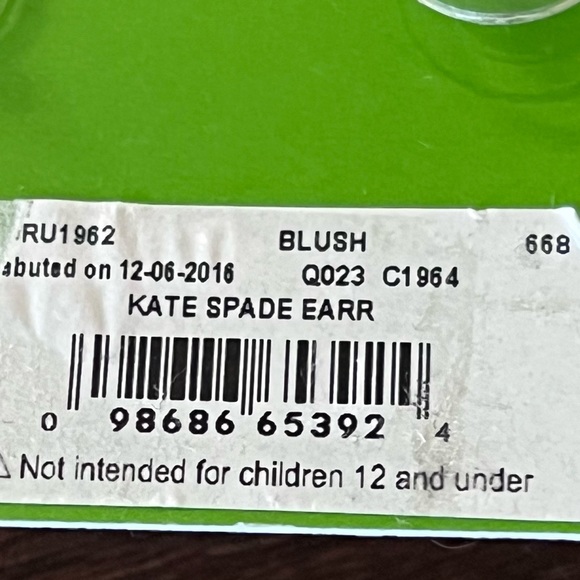 RU1962 BLUSH 668
abuted on 12-06-2016 Q023 C1964
KATE SPADE EARR
0 98686 65392 4
Not intended for children 12 and under